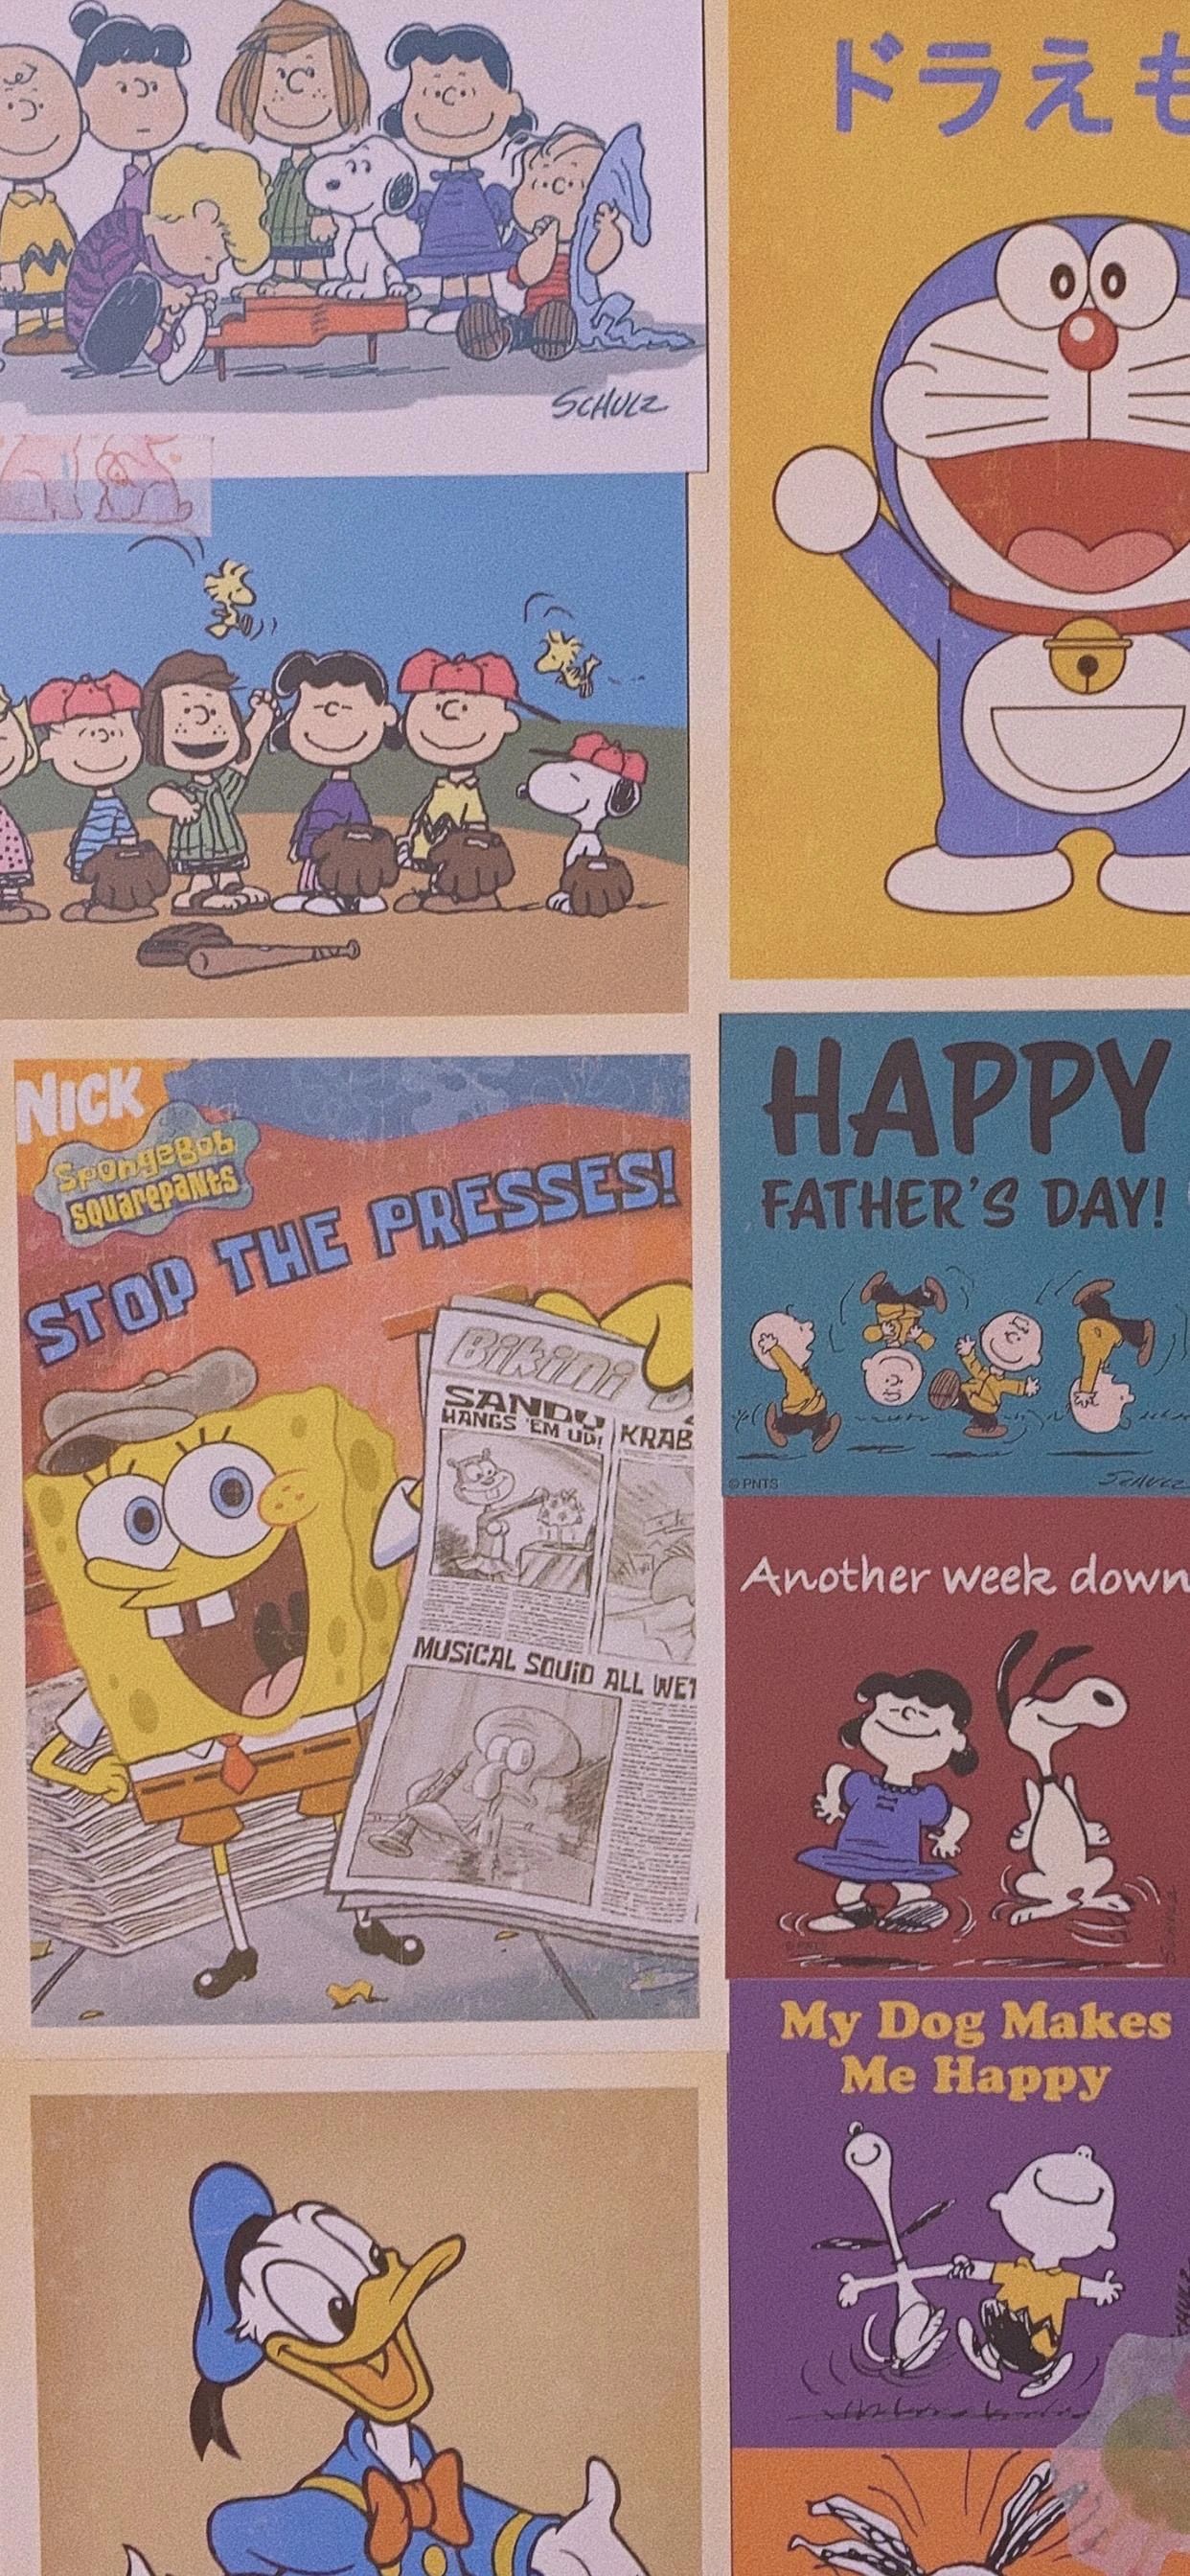 SCHULZ
ドラえも
NICK
SpongeBob
SquarePants
STOP THE PRESSES!
Bikini B
SANDY
HANGS 'EM UP!
KRAB
MUSICAL SQUID ALL WET
HAPPY
FATHER'S DAY!
© PNTS
SCHULZ
Another week down
My Dog Makes
Me Happy
SCHULZ